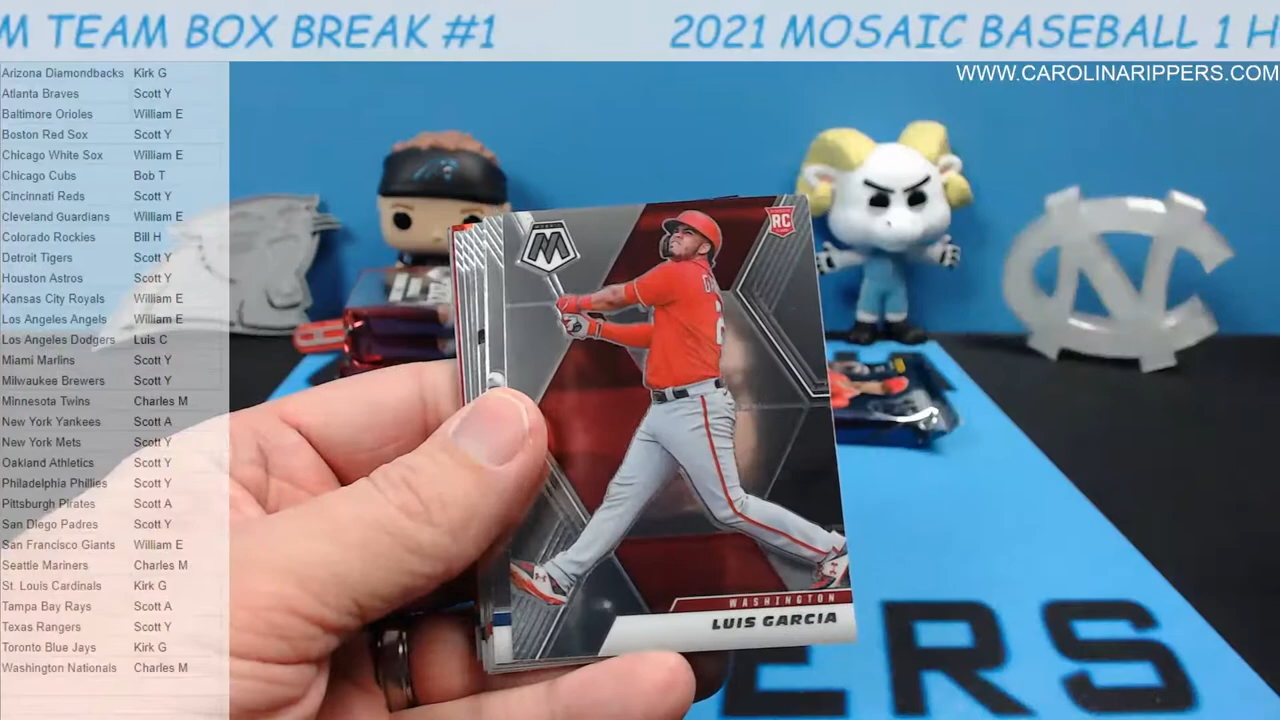 M TEAM BOX BREAK #1 2021 MOSAIC BASEBALL 1 H
WWW.CAROLINARIPPERS.COM
Arizona Diamondbacks Kirk G
Atlanta Braves Scott Y
Baltimore Orioles William E
Boston Red Sox Scott Y
Chicago White Sox William E
Chicago Cubs Bob T
Cincinnati Reds Scott Y
Cleveland Guardians William E
Colorado Rockies Bill H
Detroit Tigers Scott Y
Houston Astros Scott Y
Kansas City Royals William E
Los Angeles Angels William E
Los Angeles Dodgers Luis C
Miami Marlins Scott Y
Milwaukee Brewers Scott Y
Minnesota Twins Charles M
New York Yankees Scott A
New York Mets Scott Y
Oakland Athletics Scott Y
Philadelphia Phillies Scott Y
Pittsburgh Pirates Scott A
San Diego Padres Scott Y
San Francisco Giants William E
Seattle Mariners Charles M
St. Louis Cardinals Kirk G
Tampa Bay Rays Scott A
Texas Rangers Scott Y
Toronto Blue Jays Kirk G
Washington Nationals Charles M
RC
M
WASHINGTON
LUIS GARCIA
NC
ERS